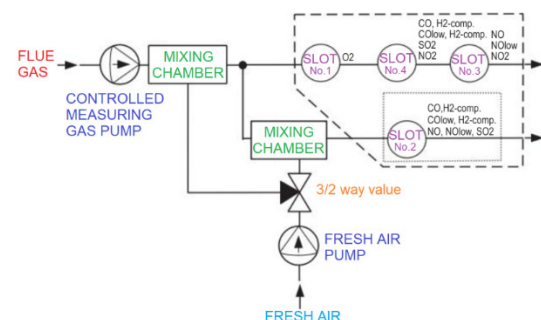 FLUE
GAS
CONTROLLED
MEASURING
GAS PUMP
MIXING
CHAMBER
SLOT
No.1
O2
SLOT
No.4
CO, H2-comp.
COlow, H2-comp.
SO2
NO2
SLOT
No.3
NO
NOlow
NO2
MIXING
CHAMBER
SLOT
No.2
CO,H2-comp.
COlow, H2-comp.
NO, NOlow, SO2
3/2 way value
FRESH AIR
PUMP
FRESH AIR